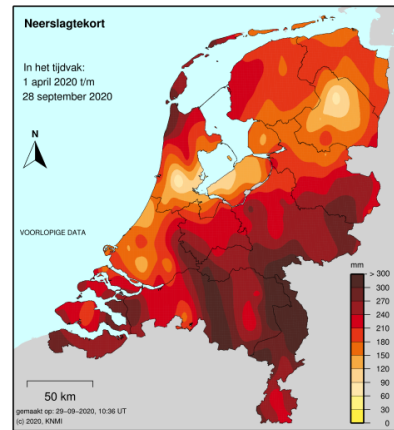 Neerslagtekort
In het tijdvak:
1 april 2020 t/m
28 september 2020
N
VOORLOPIGE DATA
mm
> 300
300
270
240
210
180
150
120
90
60
30
0
50 km
gemaakt op: 29-09-2020, 10:36 UT
(c) 2020, KNMI